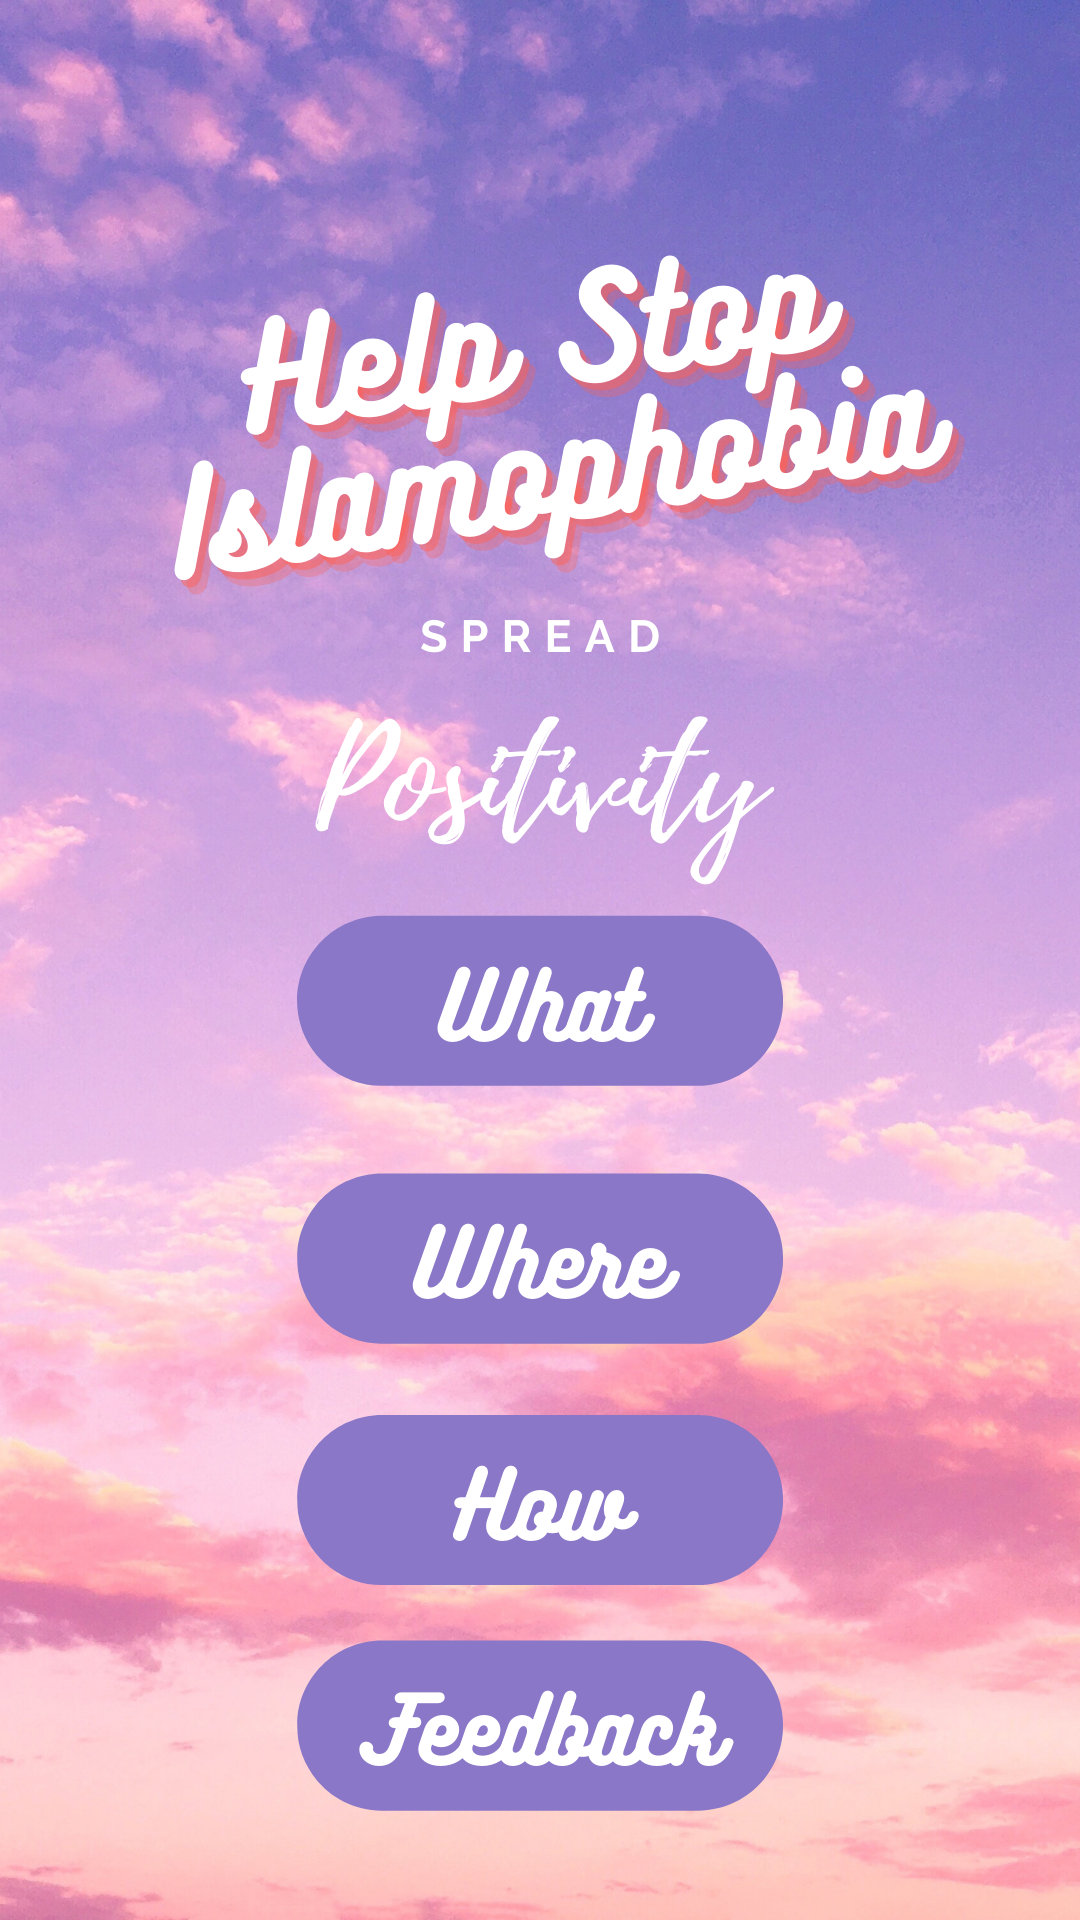 Help Stop
Islamophobia
SPREAD
Positivity
What
Where
How
Feedback